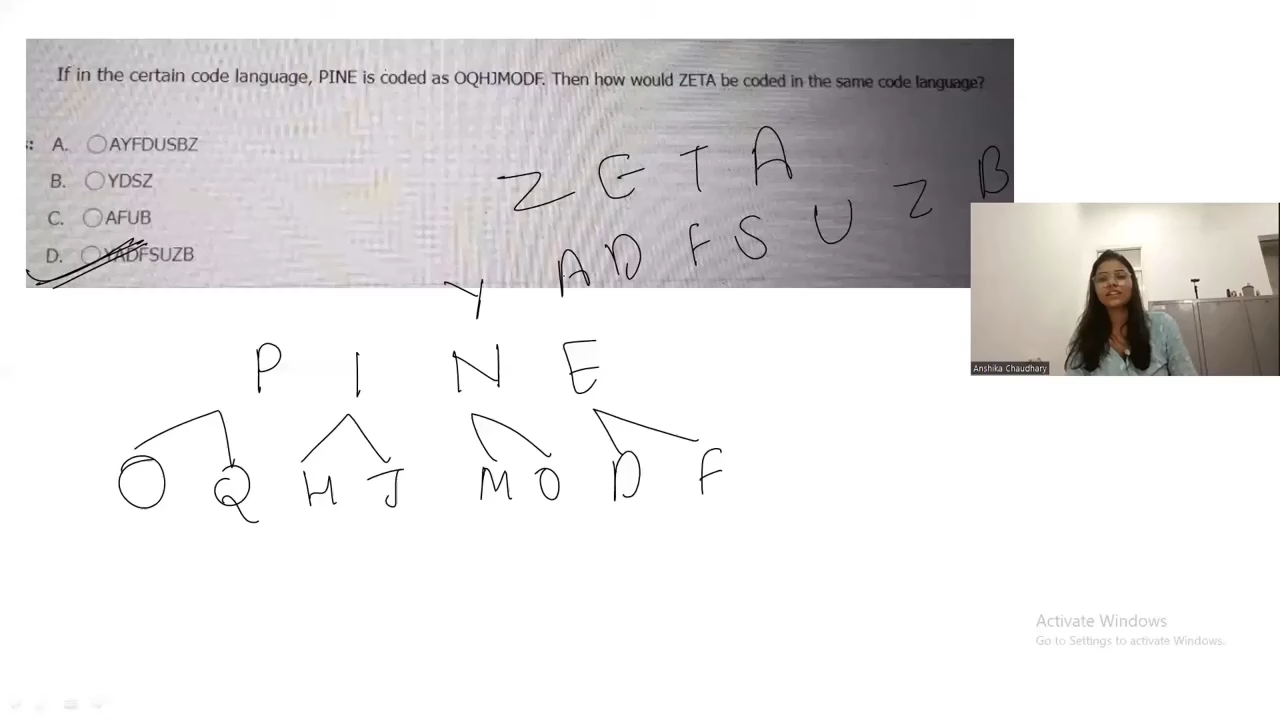 If in the certain code language, PINE is coded as OQHJMODF. Then how would ZETA be coded in the same code language?
A. AYFDUSBZ
B. YDSZ
C. AFUB
D. YADFSUZB
Z E T A
Y A D F S U Z B
P I N E
O Q H J M O D F
Anshika Chaudhary
Activate Windows
Go to Settings to activate Windows.